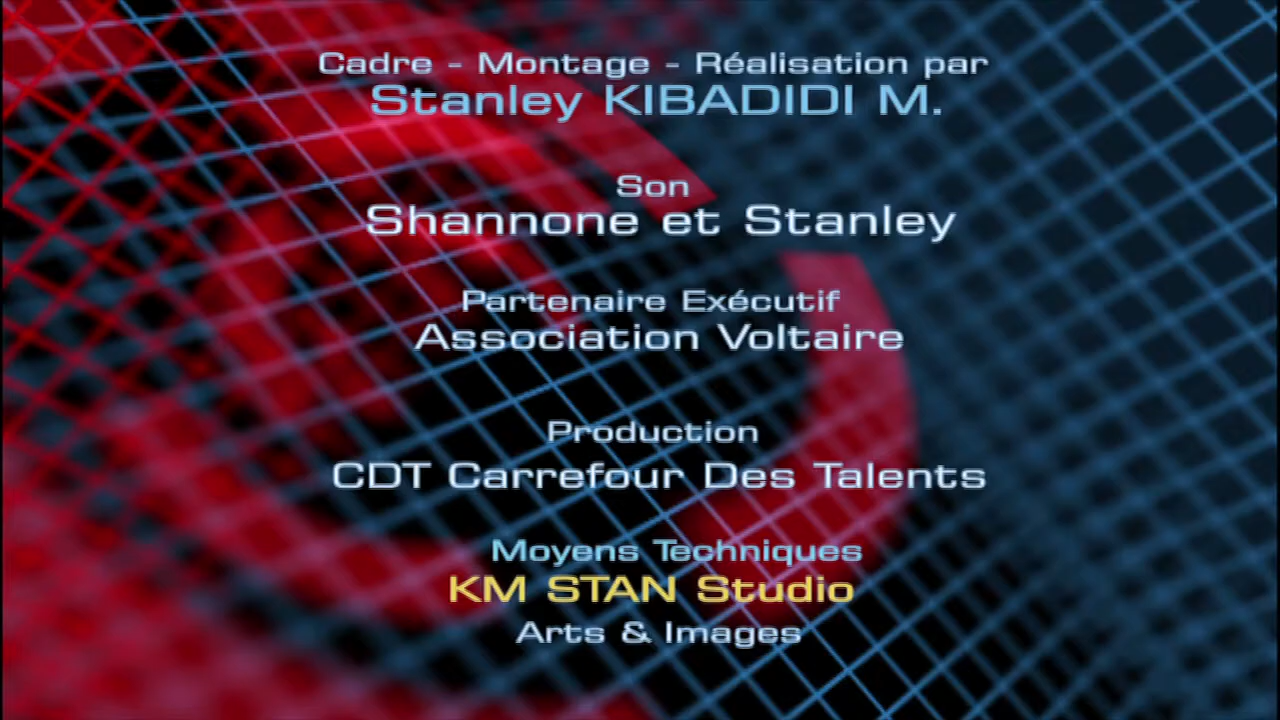 Cadre - Montage - Réalisation par
Stanley KIBADIDI M.
Son
Shannone et Stanley
Partenaire Exécutif
Association Voltaire
Production
CDT Carrefour Des Talents
Moyens Techniques
KM STAN Studio
Arts & Images